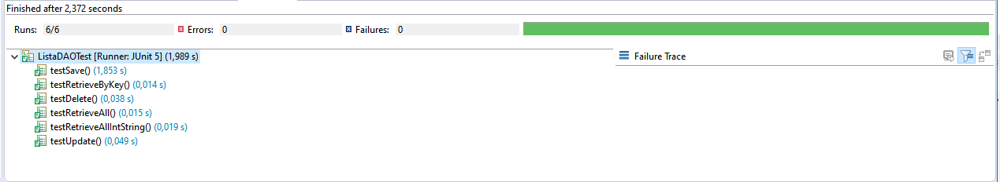 Finished after 2,372 seconds
Runs: 6/6 Errors: 0 Failures: 0
ListaDAOTest [Runner: JUnit 5] (1,989 s)
Failure Trace
testSave() (1,853 s)
testRetrieveByKey() (0,014 s)
testDelete() (0,038 s)
testRetrieveAll() (0,015 s)
testRetrieveAllIntString() (0,019 s)
testUpdate() (0,049 s)